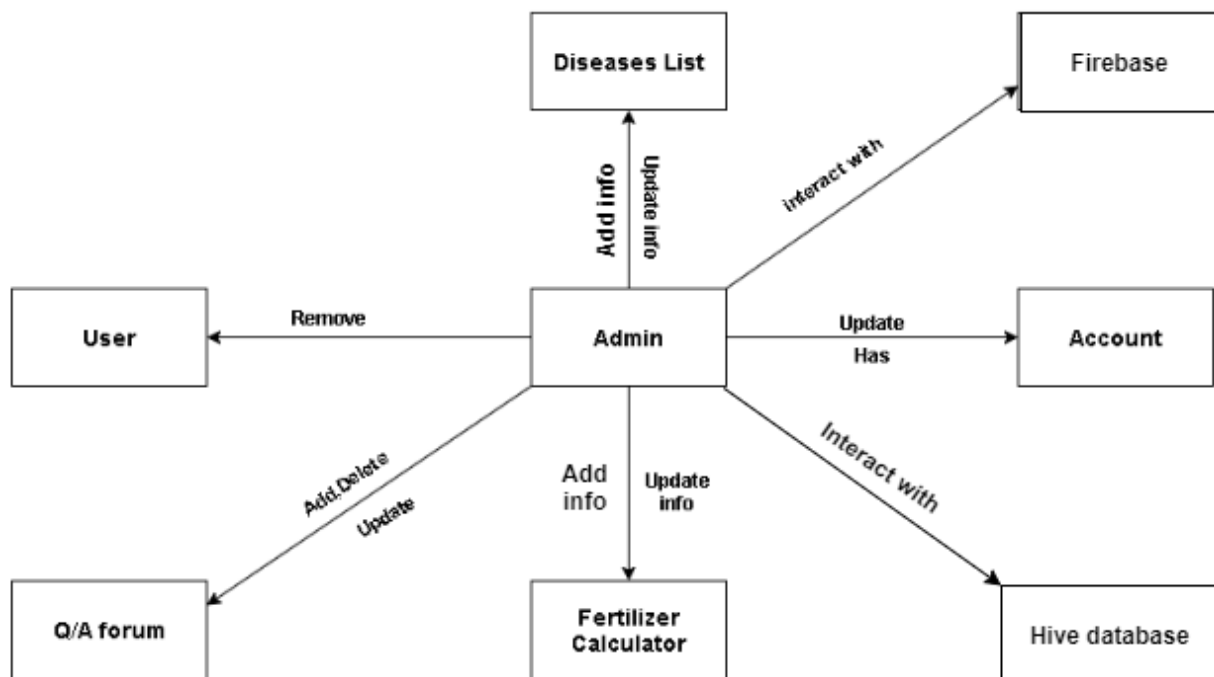 Diseases List
Firebase
Add info
Update info
interact with
User
Remove
Admin
Update
Has
Account
Add,Delete
Update
Add
info
Update
info
Interact with
Q/A forum
Fertilizer
Calculator
Hive database